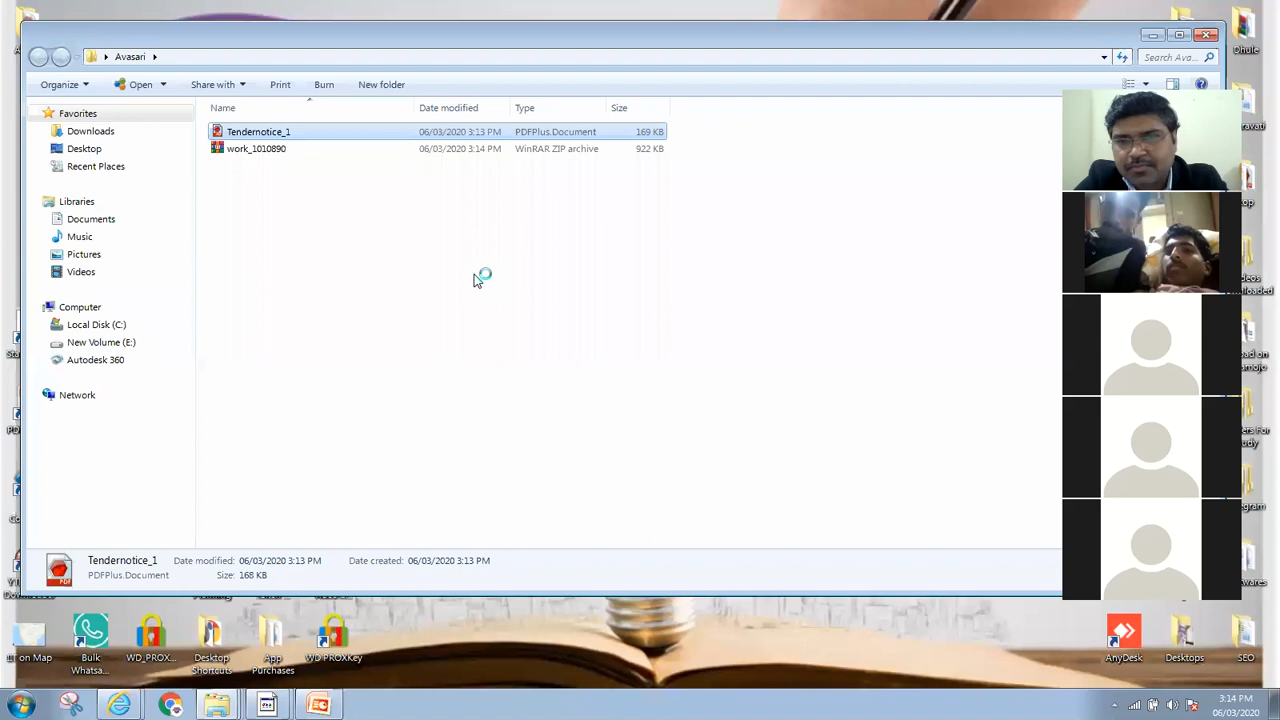 Avasari
Search Ava...
Organize
Open
Share with
Print
Burn
New folder
Name
Date modified
Type
Size
Favorites
Downloads
Desktop
Recent Places
Libraries
Documents
Music
Pictures
Videos
Computer
Local Disk (C:)
New Volume (E:)
Autodesk 360
Network
Tendernotice_1 06/03/2020 3:13 PM PDFPlus.Document 169 KB
work_1010890 06/03/2020 3:14 PM WinRAR ZIP archive 922 KB
Tendernotice_1 Date modified: 06/03/2020 3:13 PM Date created: 06/03/2020 3:13 PM
PDFPlus.Document Size: 168 KB
PDF
Dhule
Bulk
Whatsa...
WD_PROX...
Desktop
Shortcuts
App
Purchases
WD PROXKey
AnyDesk
Desktops
SEO
3:14 PM
06/03/2020